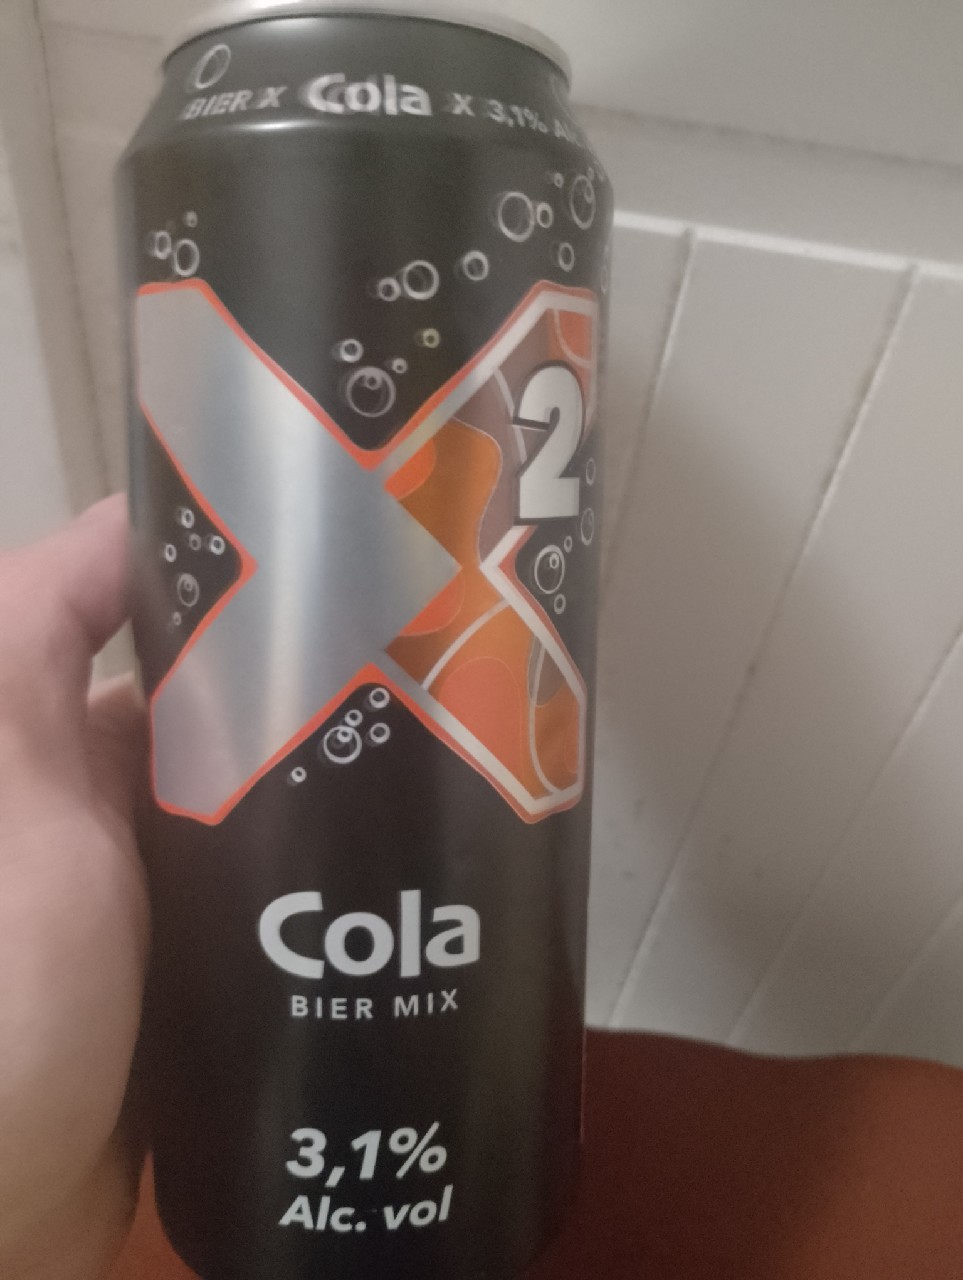 BIER X Cola X 3,1%
X
2
Cola
BIER MIX
3,1%
Alc. vol